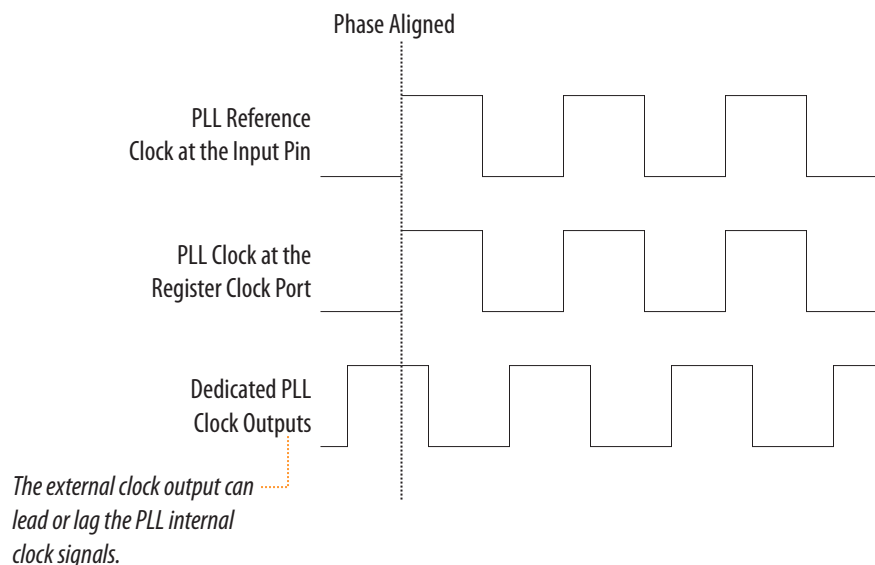 Phase Aligned
PLL Reference
Clock at the Input Pin
PLL Clock at the
Register Clock Port
Dedicated PLL
Clock Outputs
The external clock output can
lead or lag the PLL internal
clock signals.